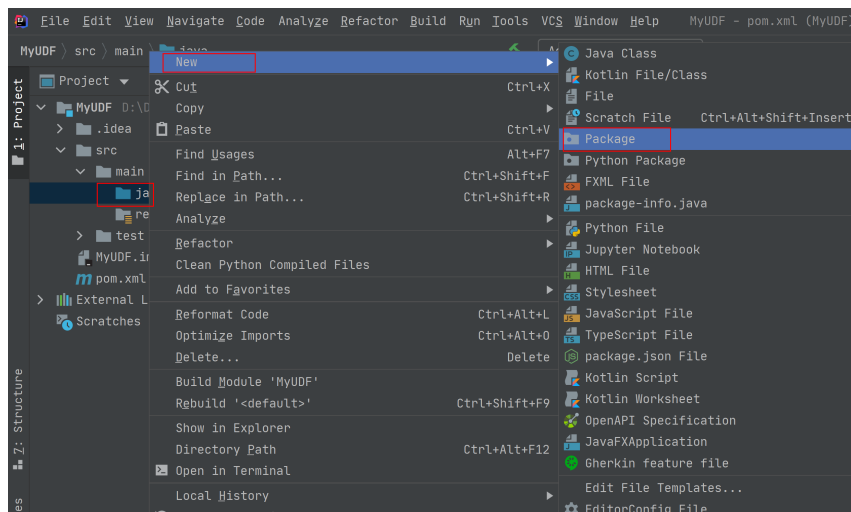 File Edit View Navigate Code Analyze Refactor Build Run Tools VCS Window Help MyUDF - pom.xml (MyUDF)
MyUDF src main java
1: Project
Project
MyUDF D:\D
.idea
src
main
ja
re
test
MyUDF.i
pom.xml
External L
Scratches
Z: Structure
New
Cut Ctrl+X
Copy
Paste Ctrl+V
Find Usages Alt+F7
Find in Path... Ctrl+Shift+F
Replace in Path... Ctrl+Shift+R
Analyze
Refactor
Clean Python Compiled Files
Add to Favorites
Reformat Code Ctrl+Alt+L
Optimize Imports Ctrl+Alt+O
Delete... Delete
Build Module 'MyUDF'
Rebuild '<default>' Ctrl+Shift+F9
Show in Explorer
Directory Path Ctrl+Alt+F12
Open in Terminal
Local History
Java Class
Kotlin File/Class
File
Scratch File Ctrl+Alt+Shift+Insert
Package
Python Package
FXML File
package-info.java
Python File
Jupyter Notebook
HTML File
Stylesheet
JavaScript File
TypeScript File
package.json File
Kotlin Script
Kotlin Worksheet
OpenAPI Specification
JavaFXApplication
Gherkin feature file
Edit File Templates...
EditorConfig File